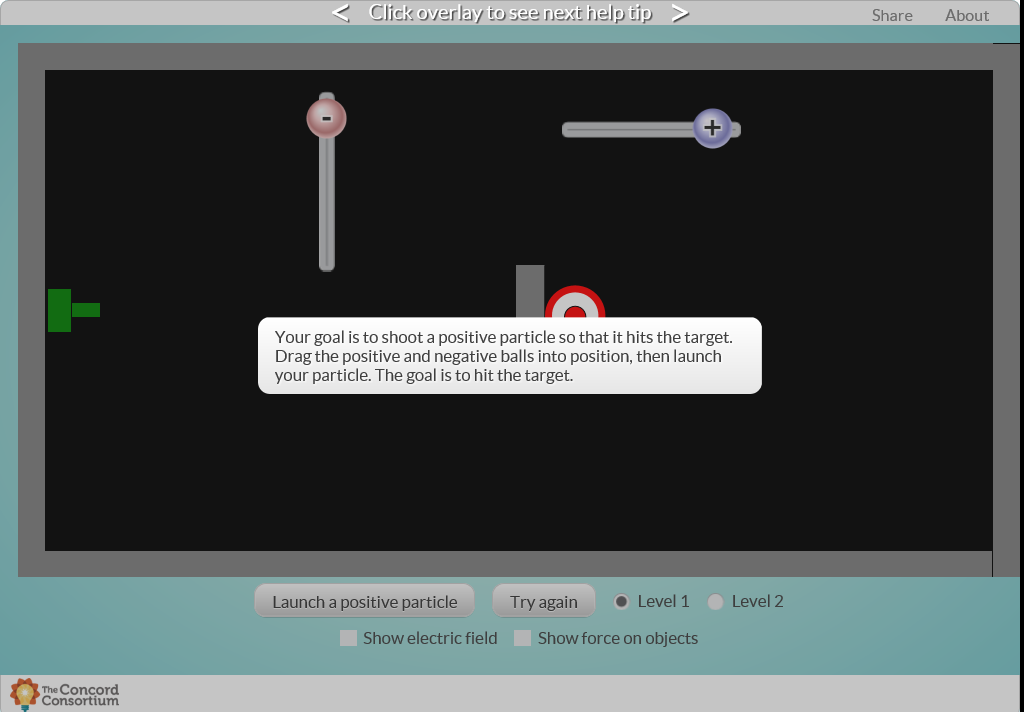 < Click overlay to see next help tip >
Share About
- +
Your goal is to shoot a positive particle so that it hits the target.
Drag the positive and negative balls into position, then launch
your particle. The goal is to hit the target.
Launch a positive particle Try again Level 1 Level 2
Show electric field Show force on objects
The Concord
Consortium